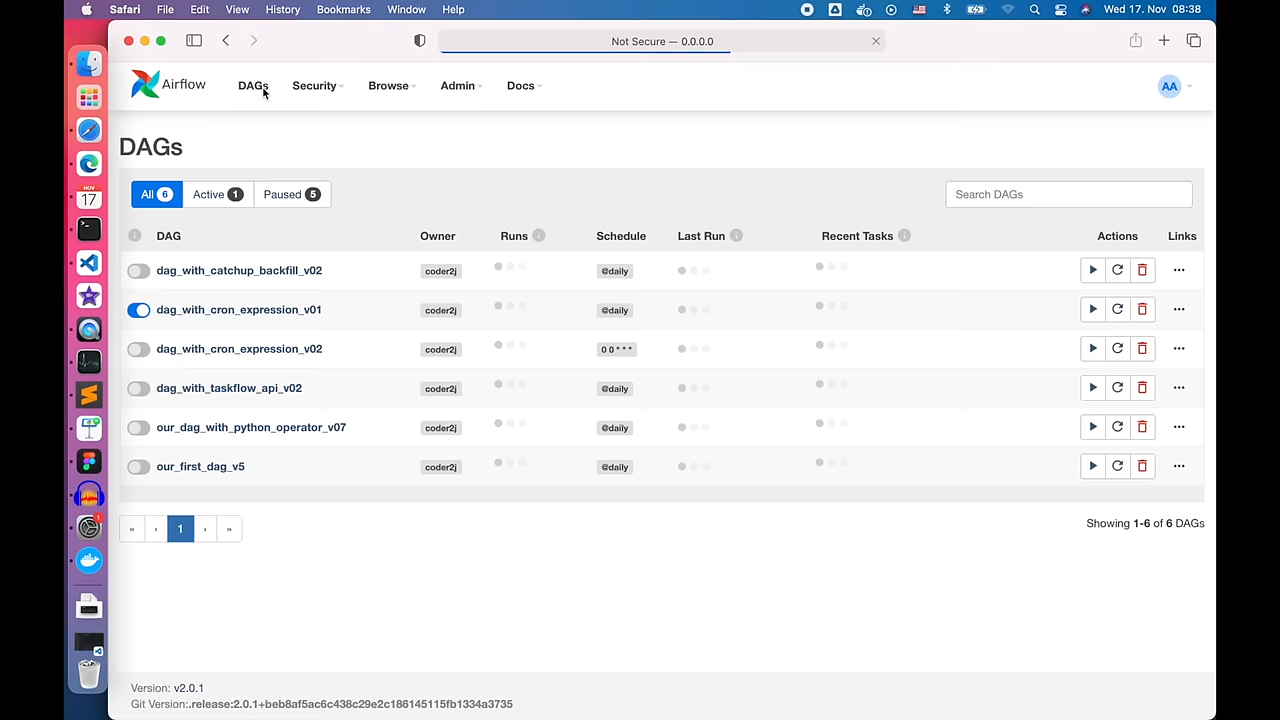 Safari File Edit View History Bookmarks Window Help Wed 17. Nov 08:38
Not Secure — 0.0.0.0
Airflow DAGs Security Browse Admin Docs AA
DAGs
All 6 Active 1 Paused 5 Search DAGs
DAG Owner Runs Schedule Last Run Recent Tasks Actions Links
dag_with_catchup_backfill_v02 coder2j @daily
dag_with_cron_expression_v01 coder2j @daily
dag_with_cron_expression_v02 coder2j 0 0 * * *
dag_with_taskflow_api_v02 coder2j @daily
our_dag_with_python_operator_v07 coder2j @daily
our_first_dag_v5 coder2j @daily
« ‹ 1 › » Showing 1-6 of 6 DAGs
Version: v2.0.1
Git Version:.release:2.0.1+beb8af5ac6c438c29e2c186145115fb1334a3735
NOV
17
1